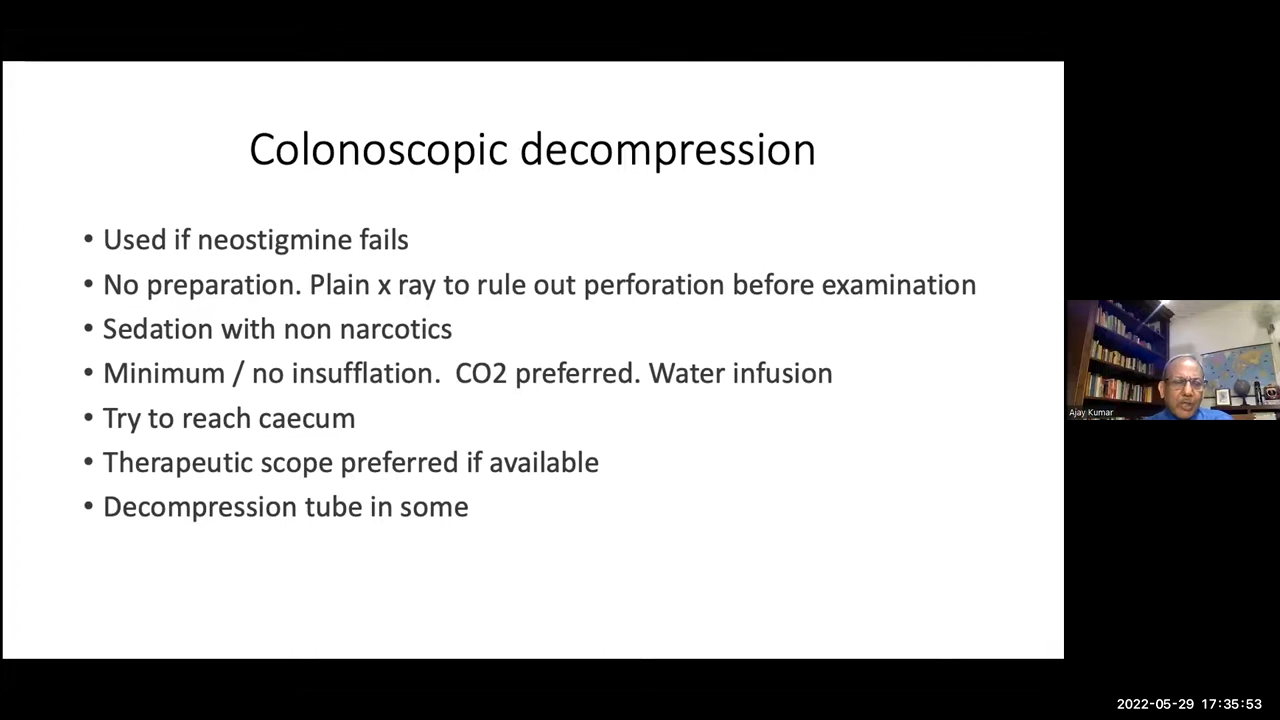 Colonoscopic decompression
• Used if neostigmine fails
• No preparation. Plain x ray to rule out perforation before examination
• Sedation with non narcotics
• Minimum / no insufflation.  CO2 preferred. Water infusion
• Try to reach caecum
• Therapeutic scope preferred if available
• Decompression tube in some
Ajay Kumar
2022-05-29 17:35:53